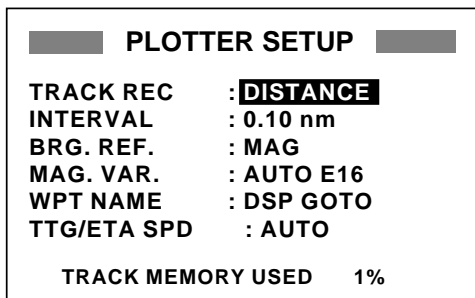 PLOTTER SETUP
TRACK REC : DISTANCE
INTERVAL : 0.10 nm
BRG. REF. : MAG
MAG. VAR. : AUTO E16
WPT NAME : DSP GOTO
TTG/ETA SPD : AUTO
TRACK MEMORY USED 1%